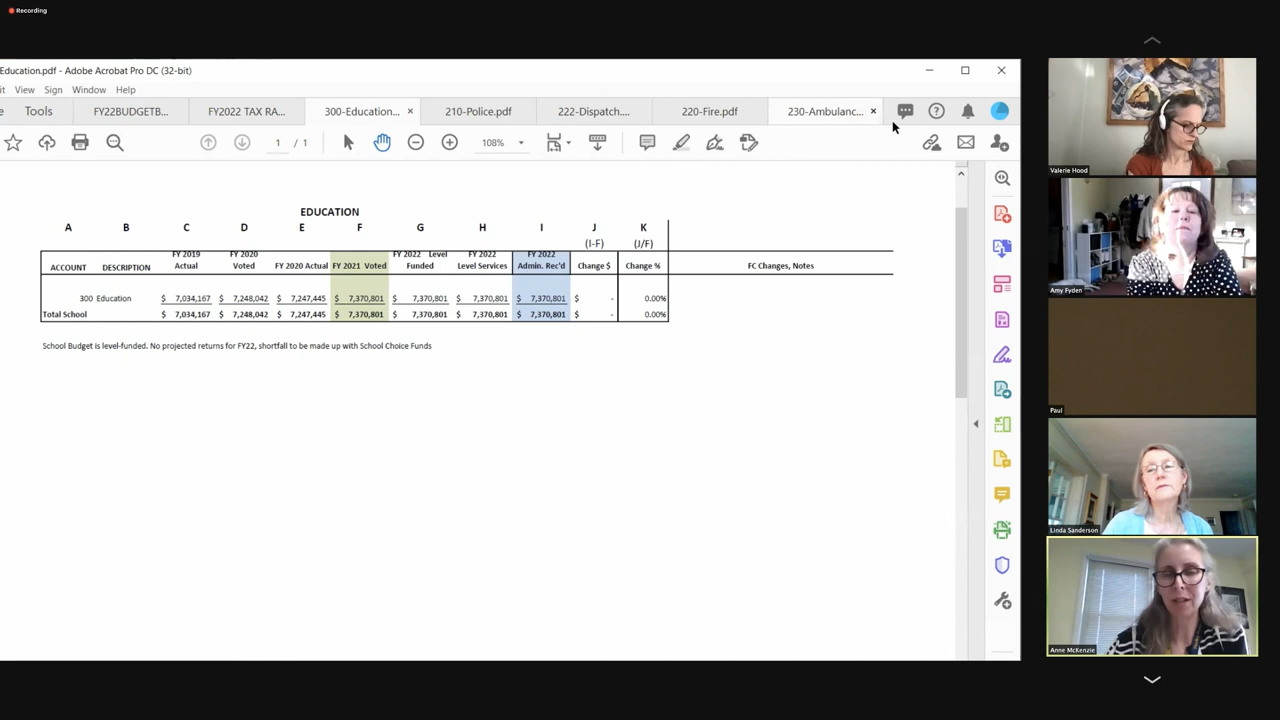 Recording
Education.pdf - Adobe Acrobat Pro DC (32-bit)
it View Sign Window Help
e Tools FY22BUDGETB... FY2022 TAX RA... 300-Education... × 210-Police.pdf 222-Dispatch.... 220-Fire.pdf 230-Ambulanc... ×
1 / 1 108%
EDUCATION
A B C D E F G H I J K
(I-F) (J/F)
ACCOUNT DESCRIPTION FY 2019 Actual FY 2020 Voted FY 2020 Actual FY 2021 Voted FY 2022 Level Funded FY 2022 Level Services FY 2022 Admin. Rec'd Change $ Change % FC Changes, Notes
300 Education $ 7,034,167 $ 7,248,042 $ 7,247,445 $ 7,370,801 $ 7,370,801 $ 7,370,801 $ 7,370,801 $ - 0.00%
Total School $ 7,034,167 $ 7,248,042 $ 7,247,445 $ 7,370,801 $ 7,370,801 $ 7,370,801 $ 7,370,801 $ - 0.00%
School Budget is level-funded. No projected returns for FY22, shortfall to be made up with School Choice Funds
Valerie Hood
Amy Fyden
Paul
Linda Sanderson
Anne McKenzie